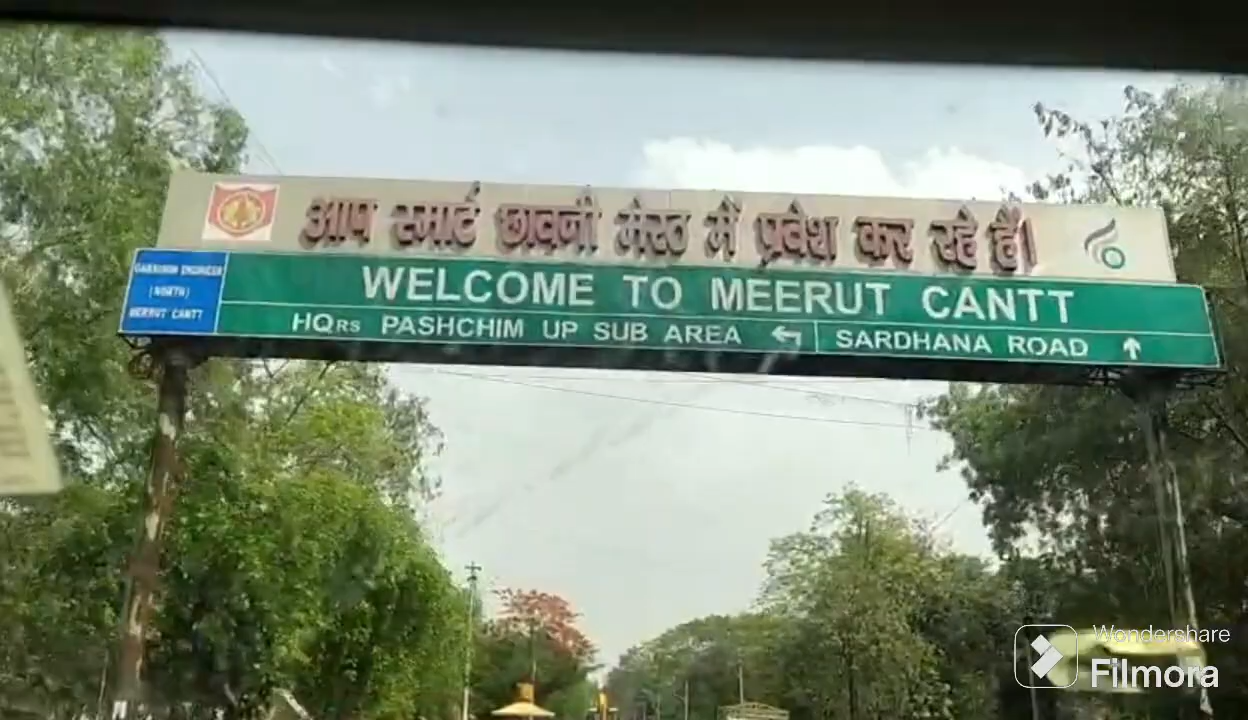 आप स्मार्ट छावनी मेरठ में प्रवेश कर रहे हैं।
GARRISON ENGINEER
(NORTH)
MEERUT CANTT
WELCOME TO MEERUT CANTT
HQRS PASHCHIM UP SUB AREA
SARDHANA ROAD
Wondershare
Filmora